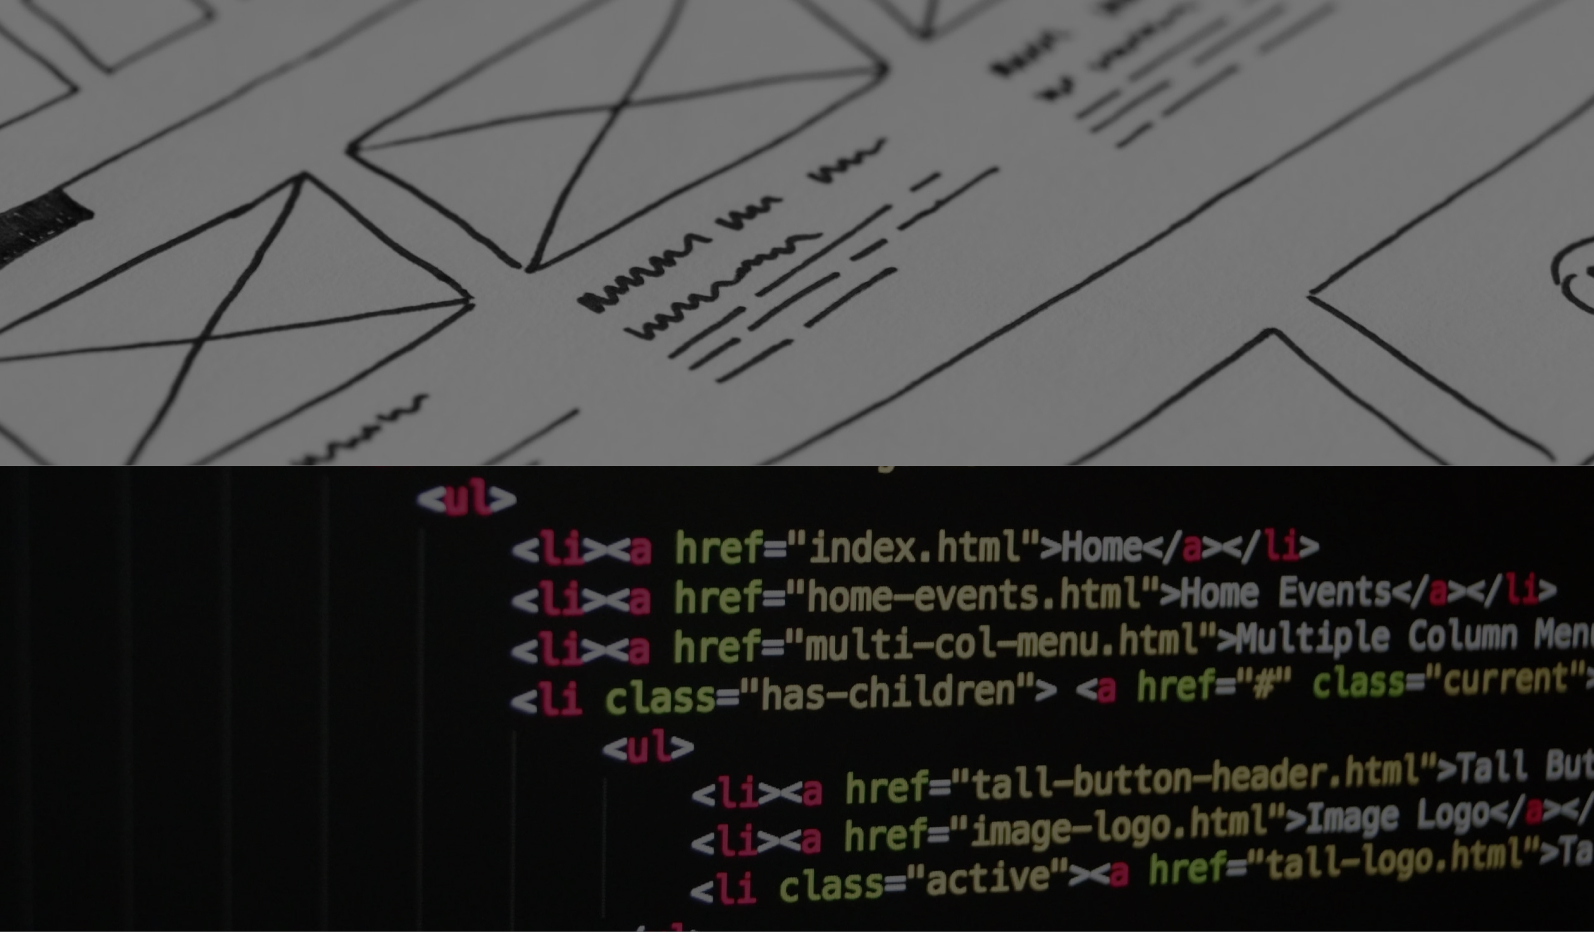 <ul>
<li><a href="index.html">Home</a></li>
<li><a href="home-events.html">Home Events</a></li>
<li><a href="multi-col-menu.html">Multiple Column Men
<li class="has-children"> <a href="#" class="current">
<ul>
<li><a href="tall-button-header.html">Tall But
<li><a href="image-logo.html">Image Logo</a></
<li class="active"><a href="tall-logo.html">Ta